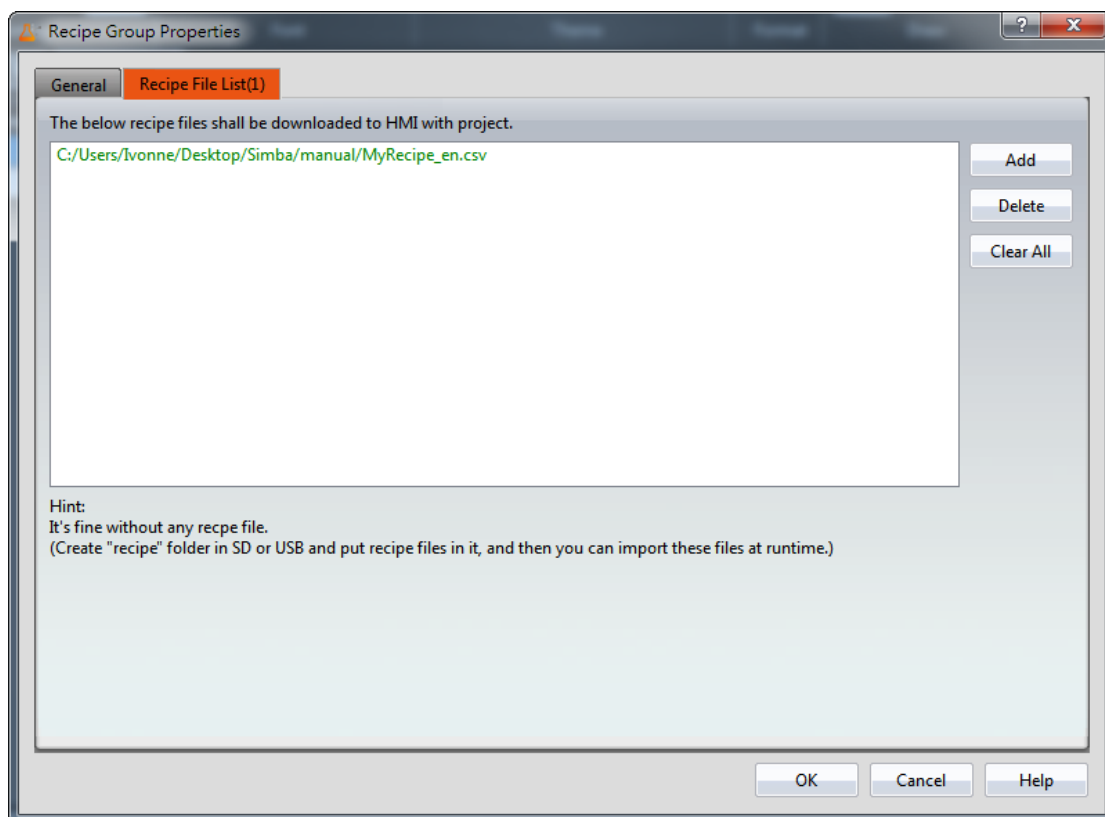 Recipe Group Properties
General
Recipe File List(1)
The below recipe files shall be downloaded to HMI with project.
C:/Users/Ivonne/Desktop/Simba/manual/MyRecipe_en.csv
Add
Delete
Clear All
Hint:
It's fine without any recpe file.
(Create "recipe" folder in SD or USB and put recipe files in it, and then you can import these files at runtime.)
OK
Cancel
Help